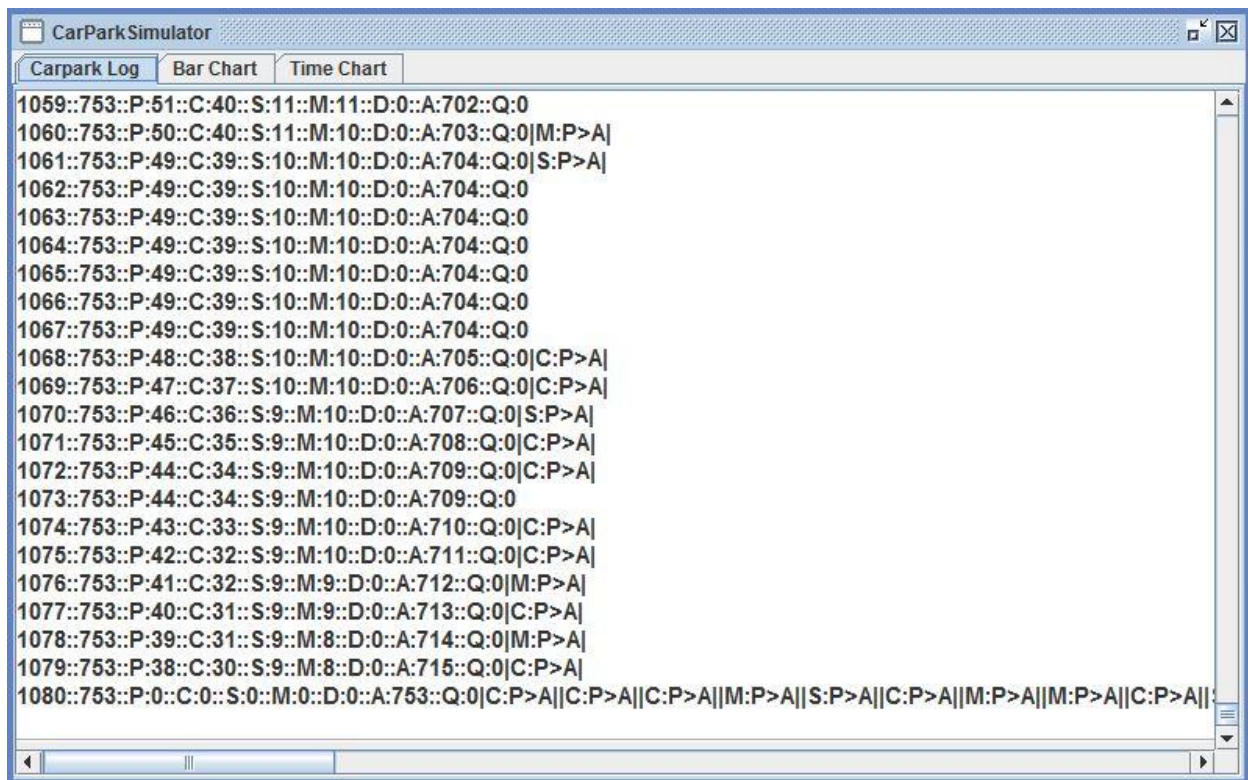 CarParkSimulator
Carpark Log Bar Chart Time Chart
1059::753::P:51::C:40::S:11::M:11::D:0::A:702::Q:0
1060::753::P:50::C:40::S:11::M:10::D:0::A:703::Q:0|M:P>A|
1061::753::P:49::C:39::S:10::M:10::D:0::A:704::Q:0|S:P>A|
1062::753::P:49::C:39::S:10::M:10::D:0::A:704::Q:0
1063::753::P:49::C:39::S:10::M:10::D:0::A:704::Q:0
1064::753::P:49::C:39::S:10::M:10::D:0::A:704::Q:0
1065::753::P:49::C:39::S:10::M:10::D:0::A:704::Q:0
1066::753::P:49::C:39::S:10::M:10::D:0::A:704::Q:0
1067::753::P:49::C:39::S:10::M:10::D:0::A:704::Q:0
1068::753::P:48::C:38::S:10::M:10::D:0::A:705::Q:0|C:P>A|
1069::753::P:47::C:37::S:10::M:10::D:0::A:706::Q:0|C:P>A|
1070::753::P:46::C:36::S:9::M:10::D:0::A:707::Q:0|S:P>A|
1071::753::P:45::C:35::S:9::M:10::D:0::A:708::Q:0|C:P>A|
1072::753::P:44::C:34::S:9::M:10::D:0::A:709::Q:0|C:P>A|
1073::753::P:44::C:34::S:9::M:10::D:0::A:709::Q:0
1074::753::P:43::C:33::S:9::M:10::D:0::A:710::Q:0|C:P>A|
1075::753::P:42::C:32::S:9::M:10::D:0::A:711::Q:0|C:P>A|
1076::753::P:41::C:32::S:9::M:9::D:0::A:712::Q:0|M:P>A|
1077::753::P:40::C:31::S:9::M:9::D:0::A:713::Q:0|C:P>A|
1078::753::P:39::C:31::S:9::M:8::D:0::A:714::Q:0|M:P>A|
1079::753::P:38::C:30::S:9::M:8::D:0::A:715::Q:0|C:P>A|
1080::753::P:0::C:0::S:0::M:0::D:0::A:753::Q:0|C:P>A||C:P>A||C:P>A||M:P>A||S:P>A||C:P>A||M:P>A||M:P>A||C:P>A||